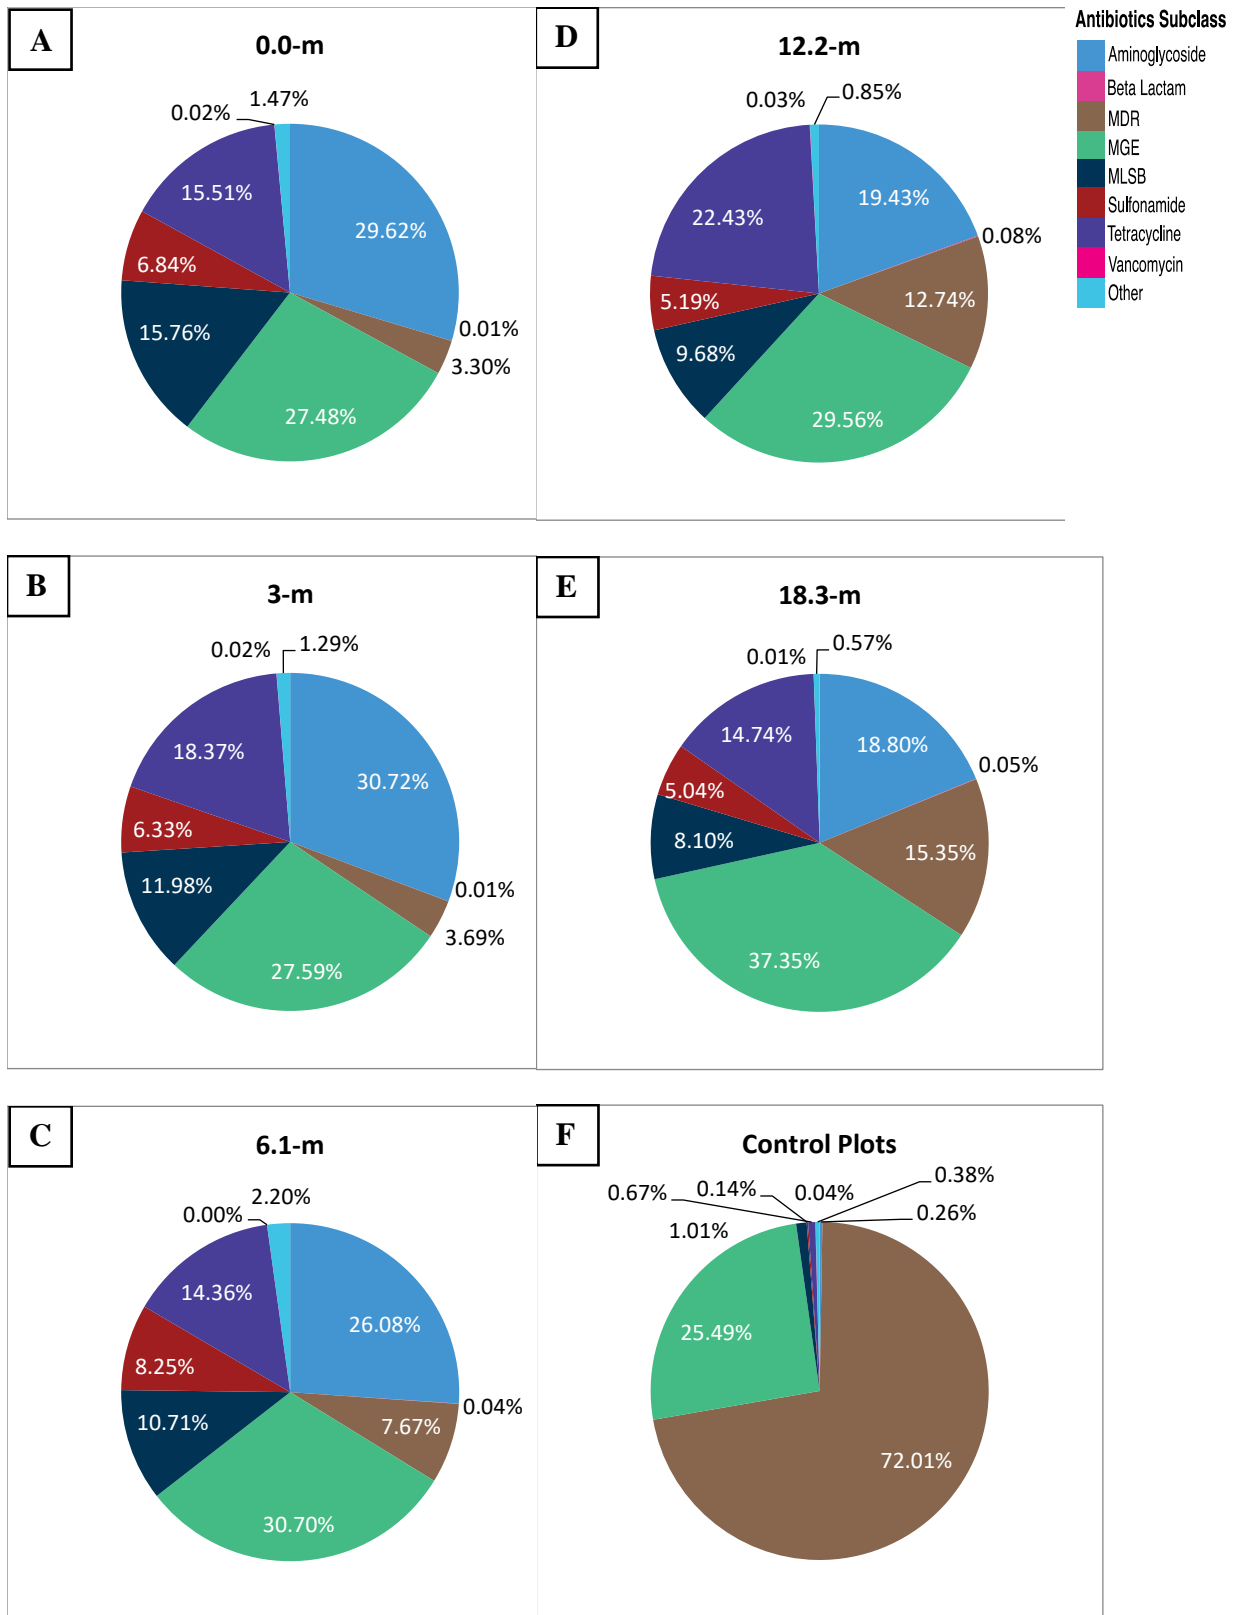 A
0.0-m
0.02%
1.47%
15.51%
29.62%
6.84%
0.01%
15.76%
3.30%
27.48%
D
12.2-m
0.03%
0.85%
22.43%
19.43%
0.08%
5.19%
12.74%
9.68%
29.56%
Antibiotics Subclass
Aminoglycoside
Beta Lactam
MDR
MGE
MLSB
Sulfonamide
Tetracycline
Vancomycin
Other
B
3-m
0.02%
1.29%
18.37%
30.72%
6.33%
11.98%
0.01%
3.69%
27.59%
E
18.3-m
0.01%
0.57%
14.74%
18.80%
0.05%
5.04%
8.10%
15.35%
37.35%
C
6.1-m
0.00%
2.20%
14.36%
26.08%
8.25%
0.04%
10.71%
7.67%
30.70%
F
Control Plots
0.67%
0.14%
0.04%
0.38%
1.01%
0.26%
25.49%
72.01%